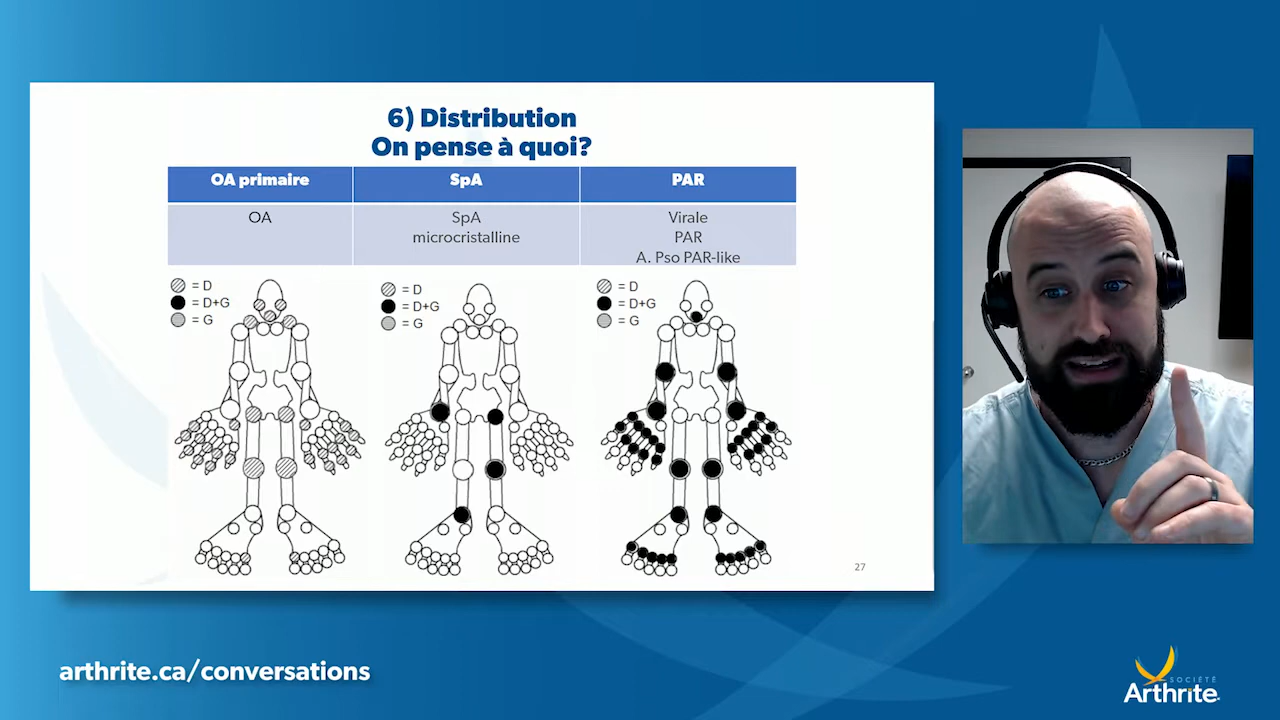 6) Distribution
On pense à quoi?
OA primaire
SpA
PAR
OA
SpA
microcristalline
Virale
PAR
A. Pso PAR-like
= D
= D+G
= G
= D
= D+G
= G
= D
= D+G
= G
27
arthrite.ca/conversations
SOCIÉTÉ
Arthrite